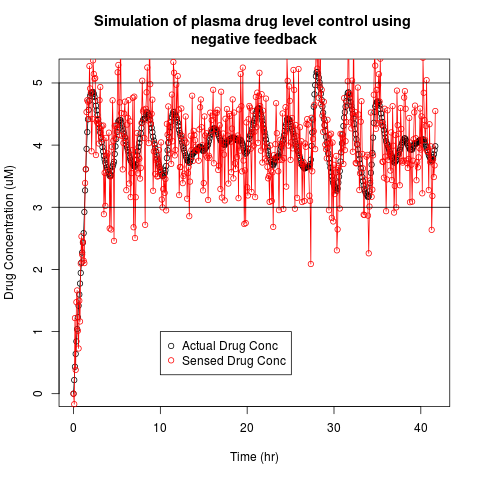 Simulation of plasma drug level control using
negative feedback
Drug Concentration (uM)
5
4
3
2
1
0
Actual Drug Conc
Sensed Drug Conc
0
10
20
30
40
Time (hr)